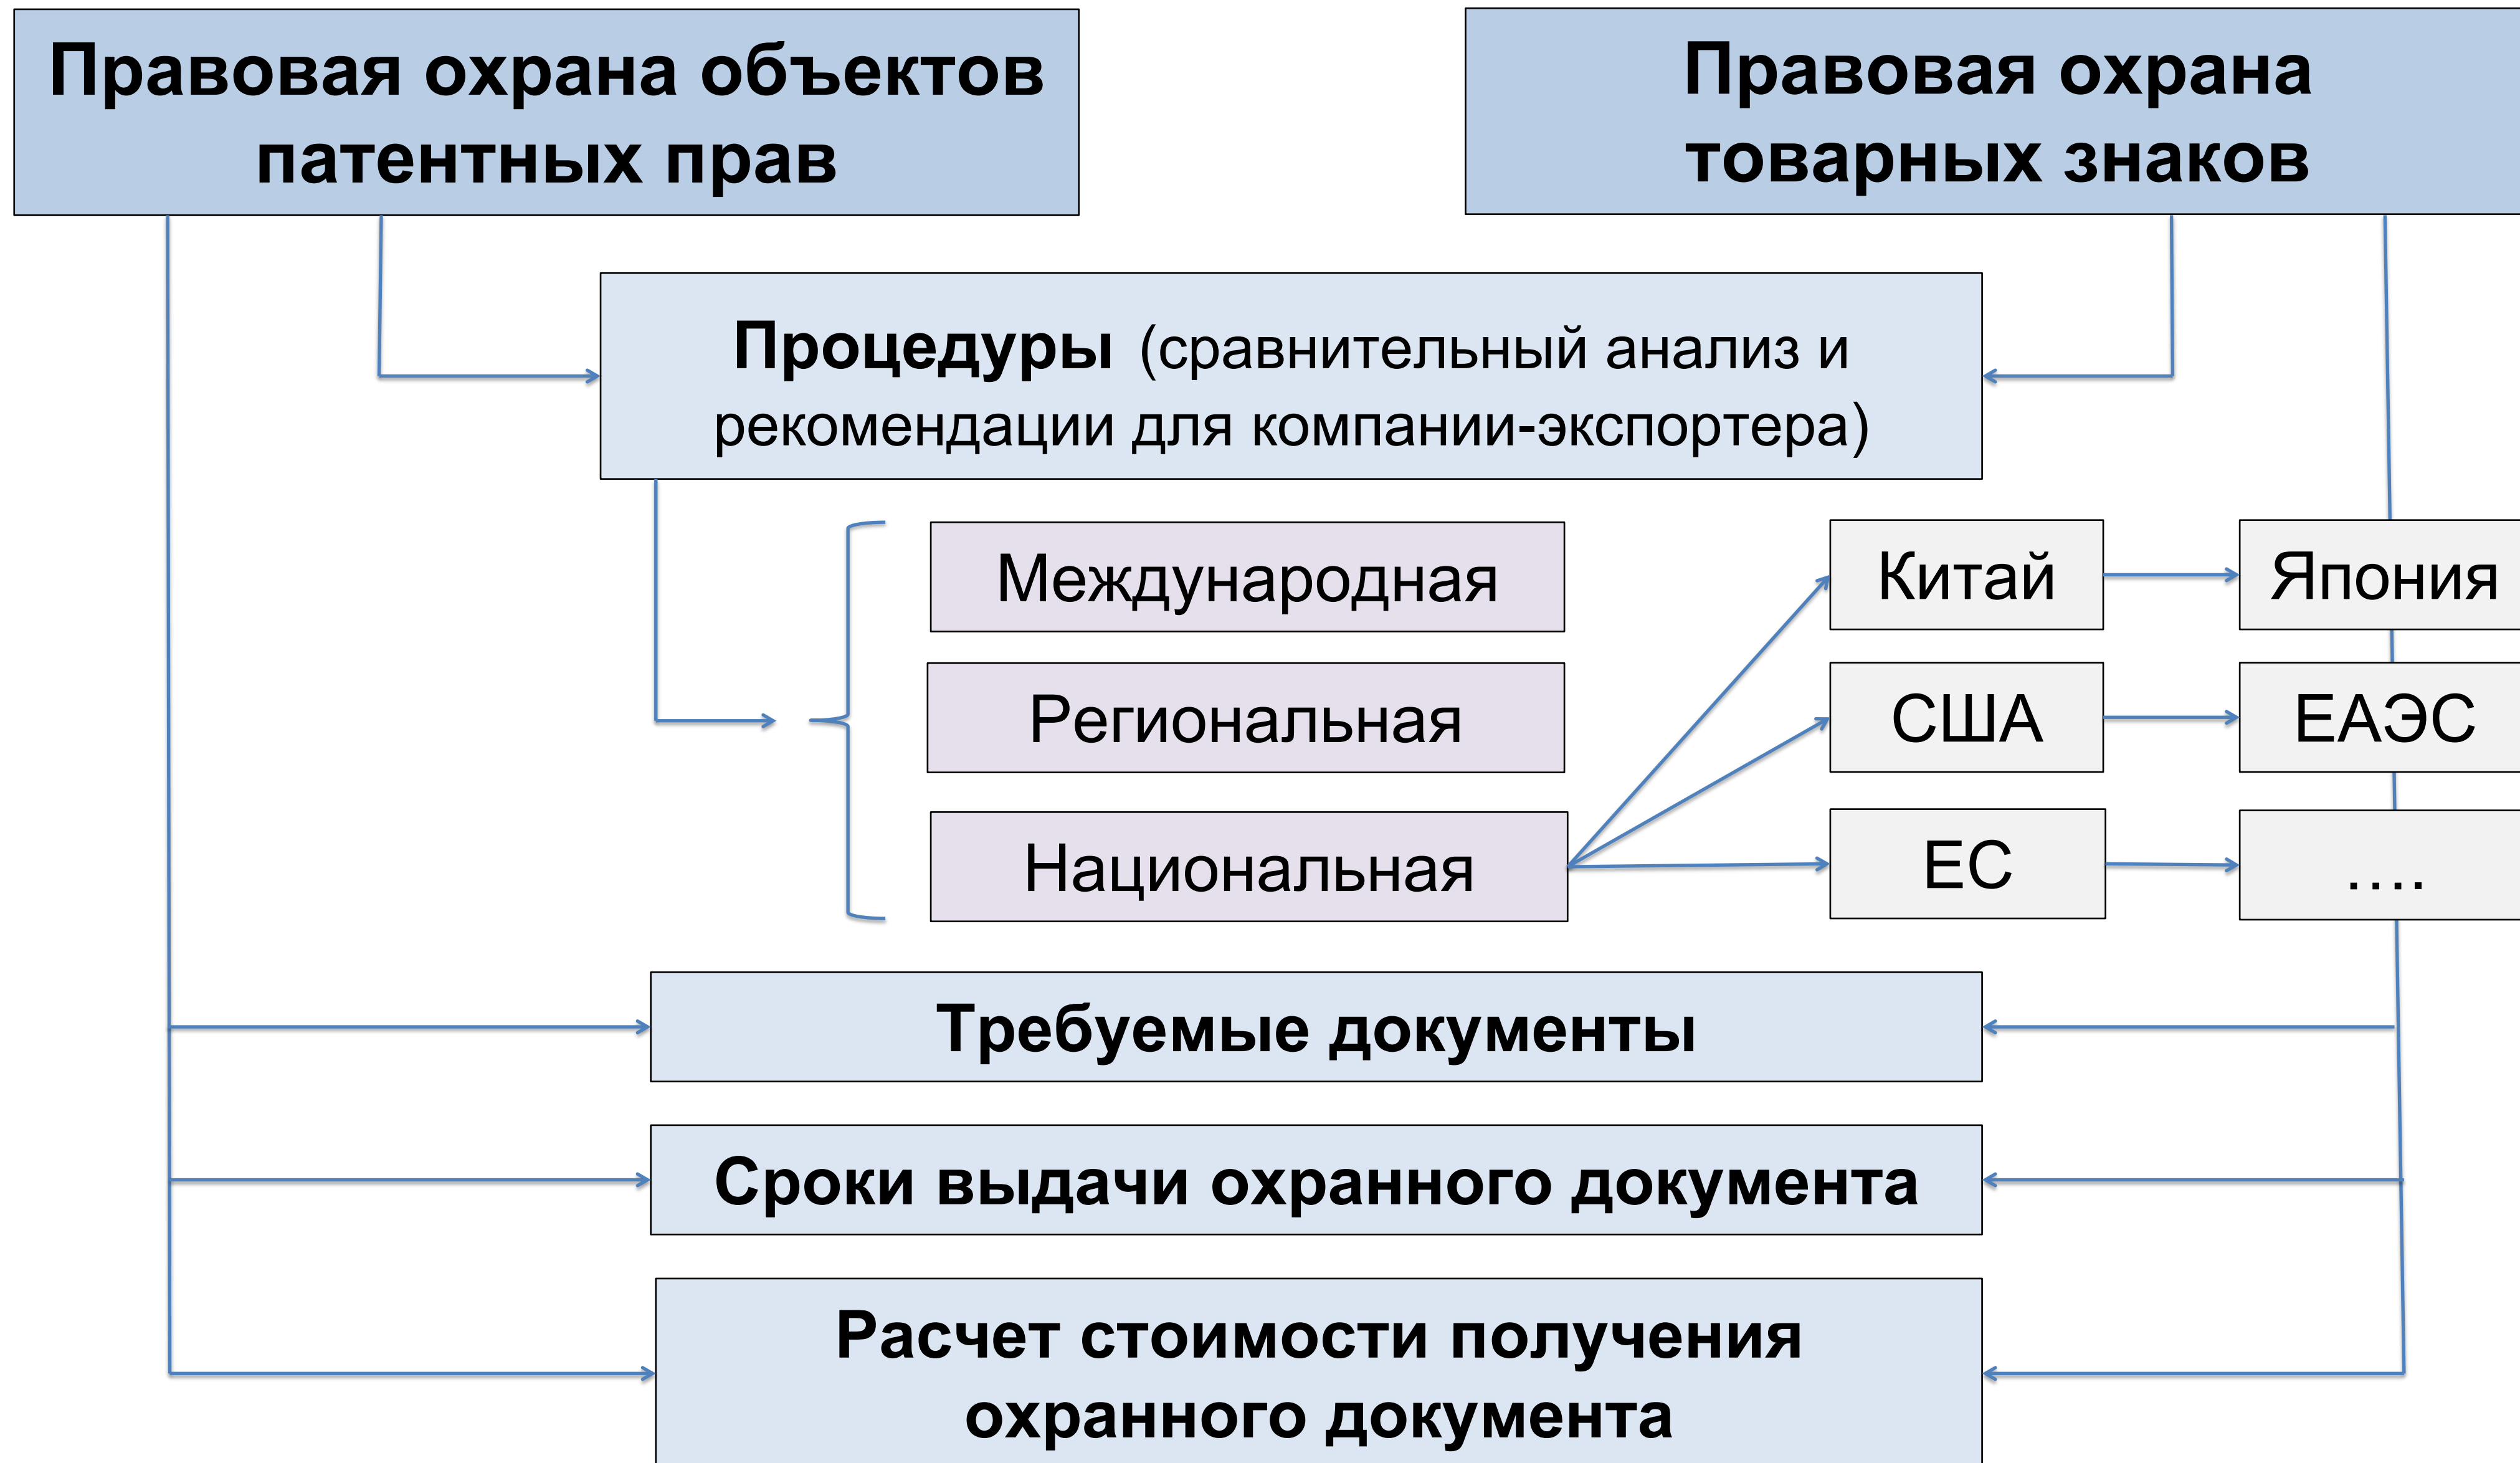 Правовая охрана объектов
патентных прав
Правовая охрана
товарных знаков
Процедуры (сравнительный анализ и
рекомендации для компании-экспортера)
Международная
Китай
Япония
Региональная
США
ЕАЭС
Национальная
ЕС
....
Требуемые документы
Сроки выдачи охранного документа
Расчет стоимости получения
охранного документа